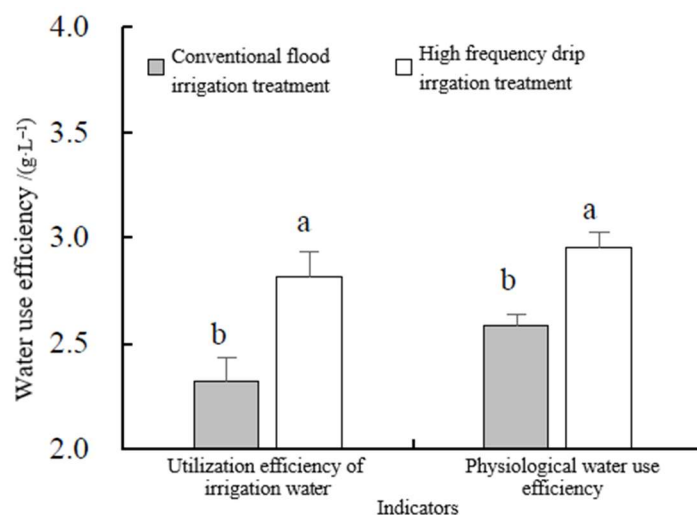 Water use efficiency /(g·L⁻¹)
4.0
3.5
3.0
2.5
2.0
Conventional flood
irrigation treatment
High frequency drip
irrgation treatment
b
a
b
a
Utilization efficiency of
irrigation water
Physiological water use
efficiency
Indicators